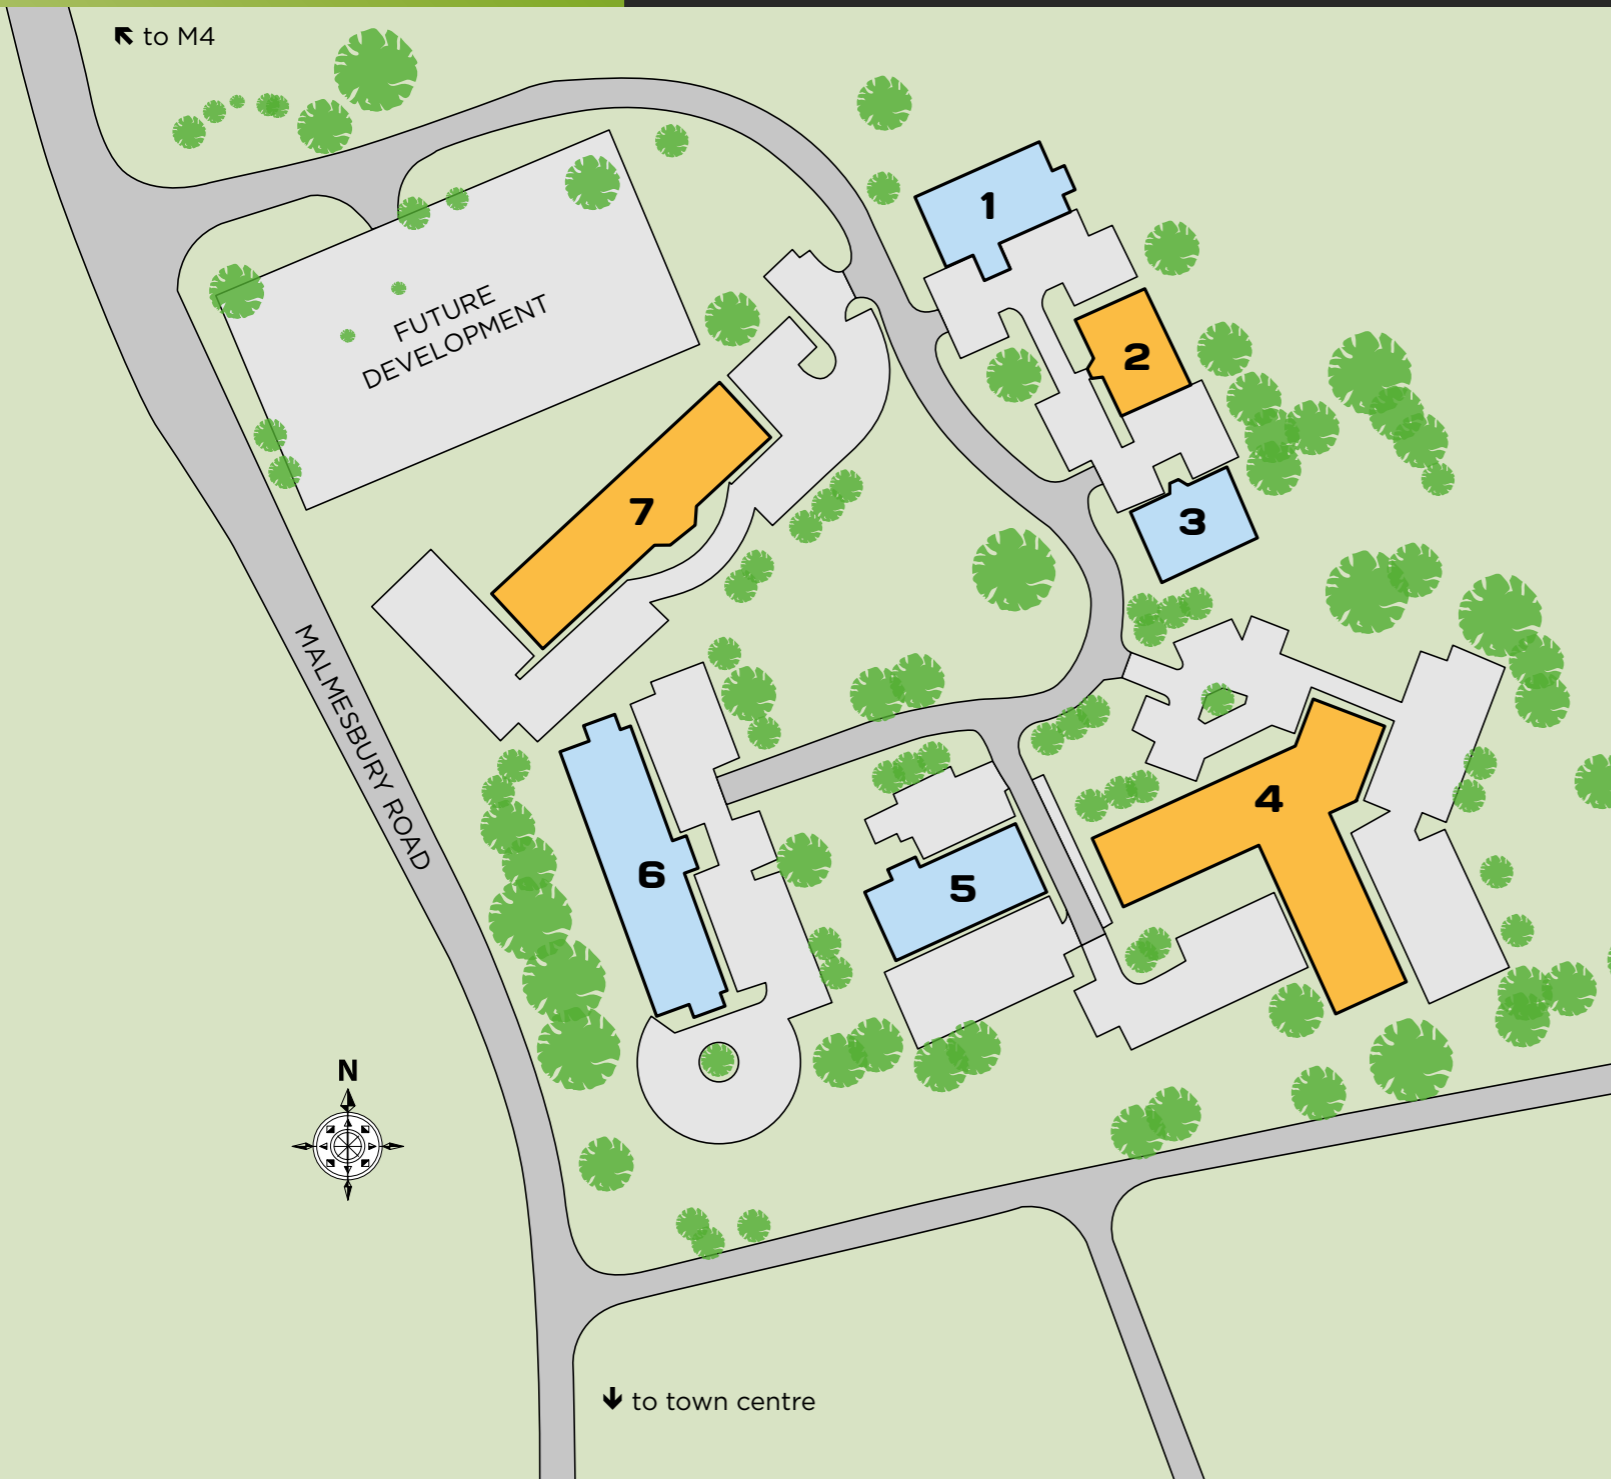 to M4
1
FUTURE
DEVELOPMENT
2
7
3
MALMESBURY ROAD
4
6
5
N
to town centre